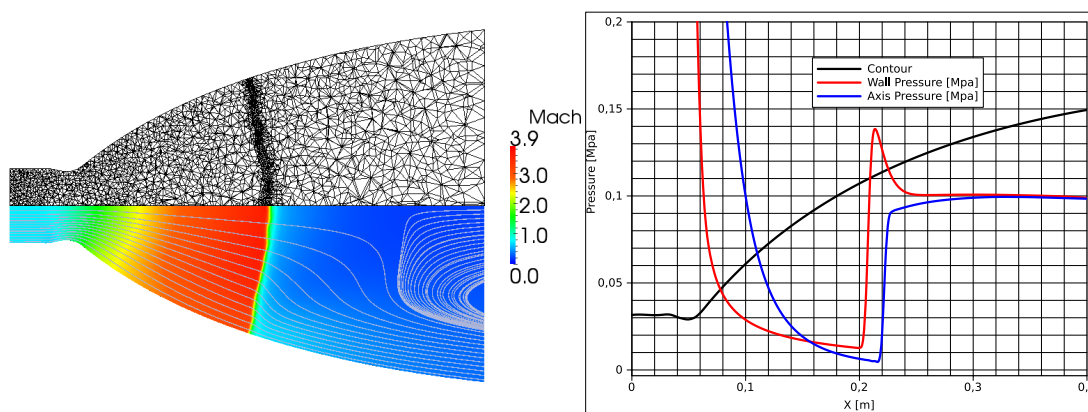 Mach
3.9
3.0
2.0
1.0
0.0
0,2
0,15
0,1
0,05
0
Pressure [Mpa]
Contour
Wall Pressure [Mpa]
Axis Pressure [Mpa]
0
0,1
0,2
0,3
0,
X [m]